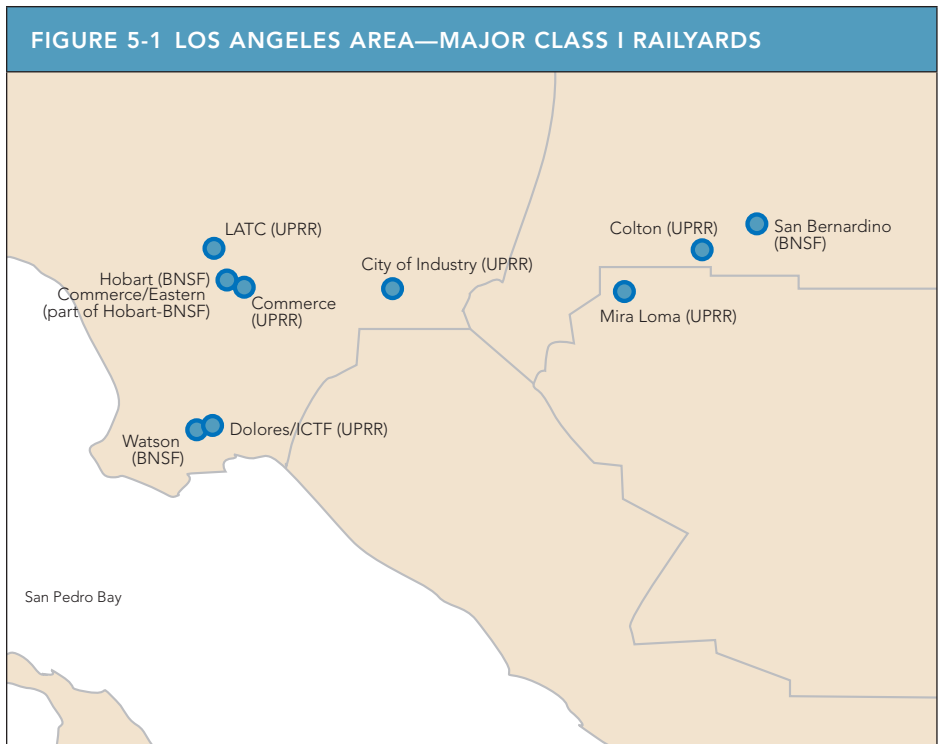 FIGURE 5-1 LOS ANGELES AREA—MAJOR CLASS I RAILYARDS
LATC (UPRR)
Colton (UPRR)
San Bernardino
(BNSF)
Hobart (BNSF)
Commerce/Eastern
(part of Hobart-BNSF)
City of Industry (UPRR)
Commerce
(UPRR)
Mira Loma (UPRR)
Watson
(BNSF)
Dolores/ICTF (UPRR)
San Pedro Bay